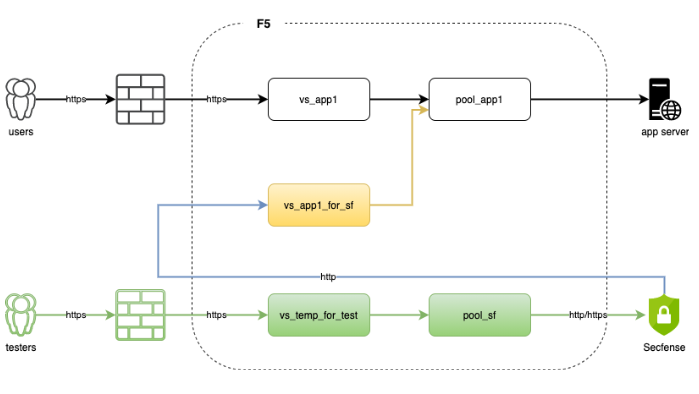 F5
https
https
vs_app1
pool_app1
users
app server
vs_app1_for_sf
http
https
https
vs_temp_for_test
pool_sf
http/https
testers
Secfense